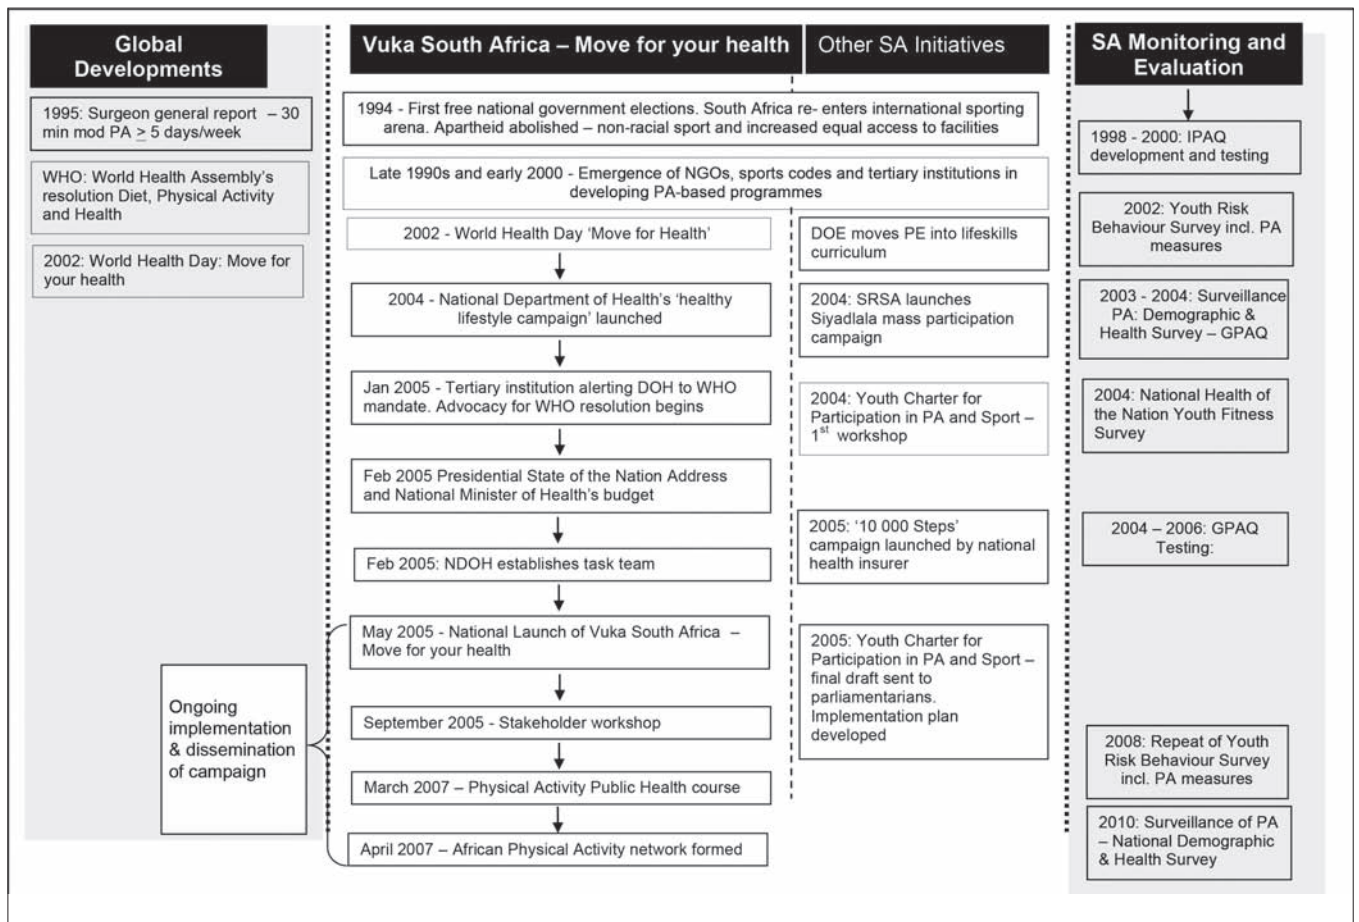 Global
Developments
1995: Surgeon general report – 30
min mod PA ≥ 5 days/week
WHO: World Health Assembly's
resolution Diet, Physical Activity
and Health
2002: World Health Day: Move for
your health
Vuka South Africa – Move for your health
Other SA Initiatives
1994 - First free national government elections. South Africa re- enters international sporting
arena. Apartheid abolished – non-racial sport and increased equal access to facilities
Late 1990s and early 2000 - Emergence of NGOs, sports codes and tertiary institutions in
developing PA-based programmes
2002 - World Health Day 'Move for Health'
2004 - National Department of Health's 'healthy
lifestyle campaign' launched
Jan 2005 - Tertiary institution alerting DOH to WHO
mandate. Advocacy for WHO resolution begins
Feb 2005 Presidential State of the Nation Address
and National Minister of Health's budget
Feb 2005: NDOH establishes task team
May 2005 - National Launch of Vuka South Africa –
Move for your health
September 2005 - Stakeholder workshop
March 2007 – Physical Activity Public Health course
April 2007 – African Physical Activity network formed
Ongoing
implementation
& dissemination
of campaign
DOE moves PE into lifeskills
curriculum
2004: SRSA launches
Siyadlala mass participation
campaign
2004: Youth Charter for
Participation in PA and Sport –
1st workshop
2005: '10 000 Steps'
campaign launched by national
health insurer
2005: Youth Charter for
Participation in PA and Sport –
final draft sent to
parliamentarians.
Implementation plan
developed
SA Monitoring and
Evaluation
1998 - 2000: IPAQ
development and testing
2002: Youth Risk
Behaviour Survey incl. PA
measures
2003 - 2004: Surveillance
PA: Demographic &
Health Survey – GPAQ
2004: National Health of
the Nation Youth Fitness
Survey
2004 – 2006: GPAQ
Testing:
2008: Repeat of Youth
Risk Behaviour Survey
incl. PA measures
2010: Surveillance of PA
– National Demographic
& Health Survey